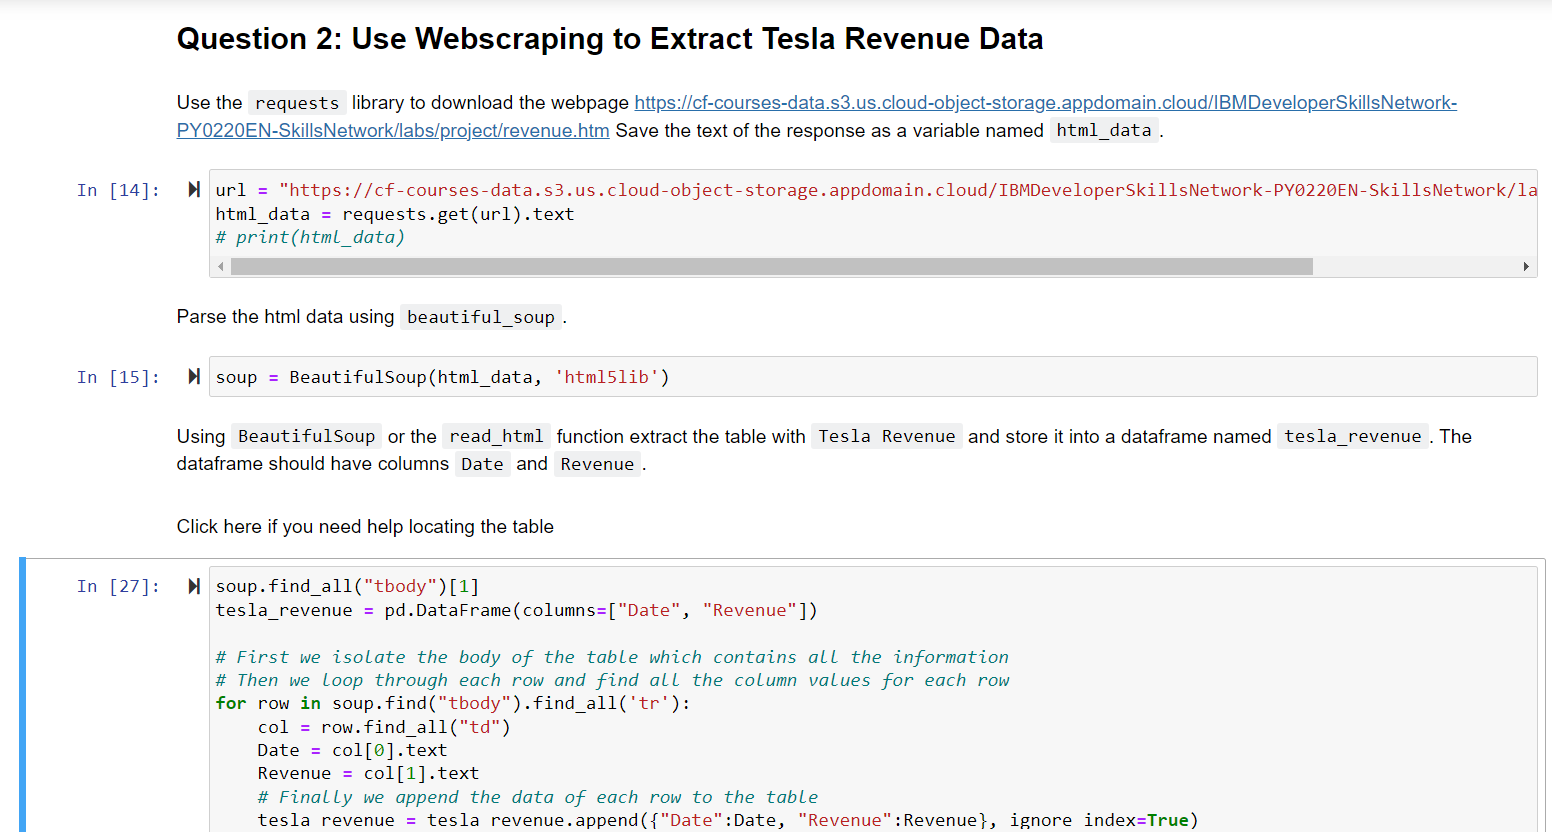 Question 2: Use Webscraping to Extract Tesla Revenue Data
Use the requests library to download the webpage https://cf-courses-data.s3.us.cloud-object-storage.appdomain.cloud/IBMDeveloperSkillsNetwork-
PY0220EN-SkillsNetwork/labs/project/revenue.htm Save the text of the response as a variable named html_data.
In [14]: url = "https://cf-courses-data.s3.us.cloud-object-storage.appdomain.cloud/IBMDeveloperSkillsNetwork-PY0220EN-SkillsNetwork/la
html_data = requests.get(url).text
# print(html_data)
Parse the html data using beautiful_soup.
In [15]: soup = BeautifulSoup(html_data, 'html5lib')
Using BeautifulSoup or the read_html function extract the table with Tesla Revenue and store it into a dataframe named tesla_revenue. The
dataframe should have columns Date and Revenue.
Click here if you need help locating the table
In [27]: soup.find_all("tbody")[1]
tesla_revenue = pd.DataFrame(columns=["Date", "Revenue"])
# First we isolate the body of the table which contains all the information
# Then we loop through each row and find all the column values for each row
for row in soup.find("tbody").find_all('tr'):
    col = row.find_all("td")
    Date = col[0].text
    Revenue = col[1].text
    # Finally we append the data of each row to the table
    tesla_revenue = tesla_revenue.append({"Date":Date, "Revenue":Revenue}, ignore_index=True)